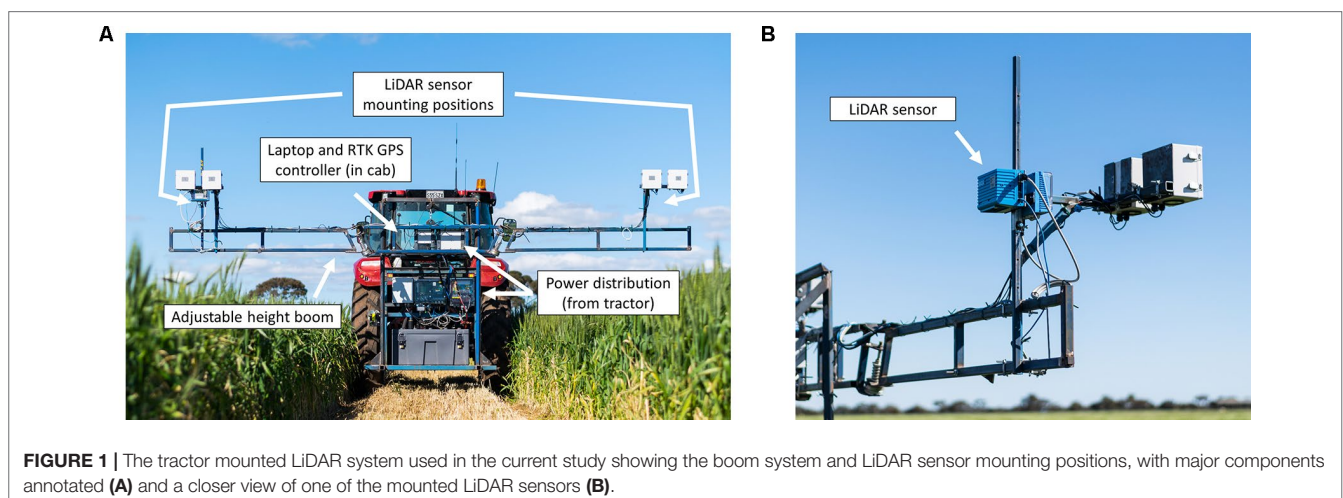 A
B
LiDAR sensor
mounting positions
Laptop and RTK GPS
controller (in cab)
Adjustable height boom
Power distribution
(from tractor)
LiDAR sensor
FIGURE 1 | The tractor mounted LiDAR system used in the current study showing the boom system and LiDAR sensor mounting positions, with major components
annotated (A) and a closer view of one of the mounted LiDAR sensors (B).